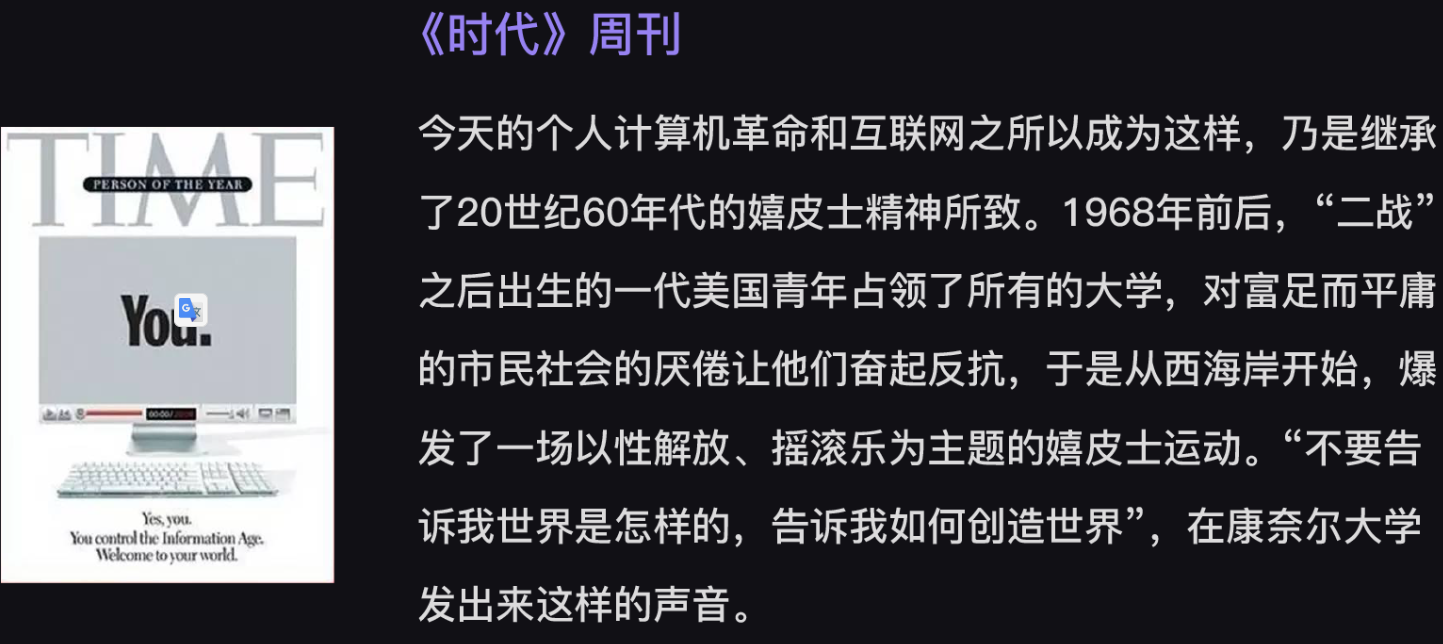 《时代》周刊
今天的个人计算机革命和互联网之所以成为这样，乃是继承
了20世纪60年代的嬉皮士精神所致。1968年前后，“二战”
之后出生的一代美国青年占领了所有的大学，对富足而平庸
的市民社会的厌倦让他们奋起反抗，于是从西海岸开始，爆
发了一场以性解放、摇滚乐为主题的嬉皮士运动。“不要告
诉我世界是怎样的，告诉我如何创造世界”，在康奈尔大学
发出来这样的声音。
TIME
PERSON OF THE YEAR
You.
Yes, you.
You control the Information Age.
Welcome to your world.